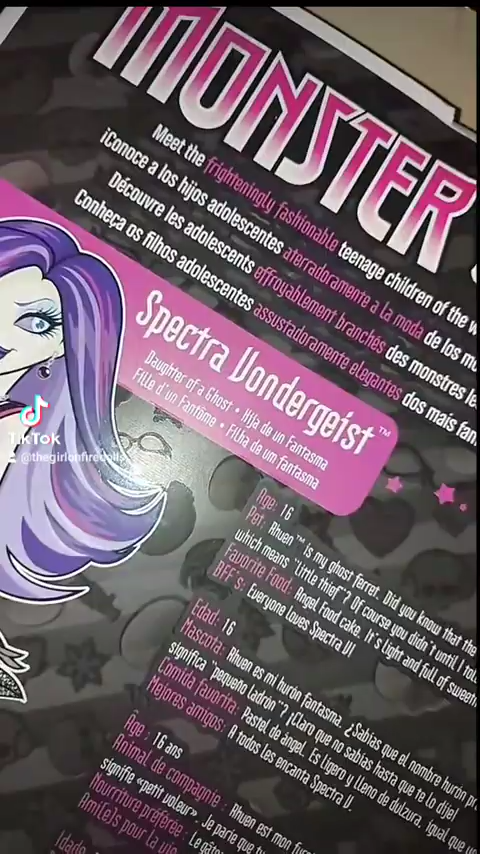 MONSTER
Meet the frighteningly fashionable teenage children of the
¡Conoce a los hijos adolescentes aterradoramente a la moda de los
Découvre les adolescents effroyablement branchés des monstres
Conheça os filhos adolescentes assustadoramente elegantes dos mais
Spectra Vondergeist™
Daughter of a Ghost • Hija de un Fantasma
Fille d'un Fantôme • Filha de um fantasma
TikTok
@thegirlonfiredolls
Age: 16
Pet: Rhuen™ is my ghost ferret. Did you know that the
which means "little thief"? Of course you didn't until I
Favorite Food: Angel Food cake. It's light and full of
BFF's: Everyone Loves Spectra V!
Edad: 16
Mascota: Rhuen es mi hurón fantasma. ¿Sabías que el nombre hurón
significa "pequeño ladrón"? ¡Claro que no sabías hasta que te lo dije!
Comida favorita: Pastel de ángel. Es ligero y lleno de dulzura, igual que
Mejores amigos: A todos les encanta Spectra V.
Âge : 16 ans
Animal de compagnie : Rhuen est mon
signifie «petit voleur». Je parie que
Nourriture préférée : Le
Ami(e)s pour la vie
Idade